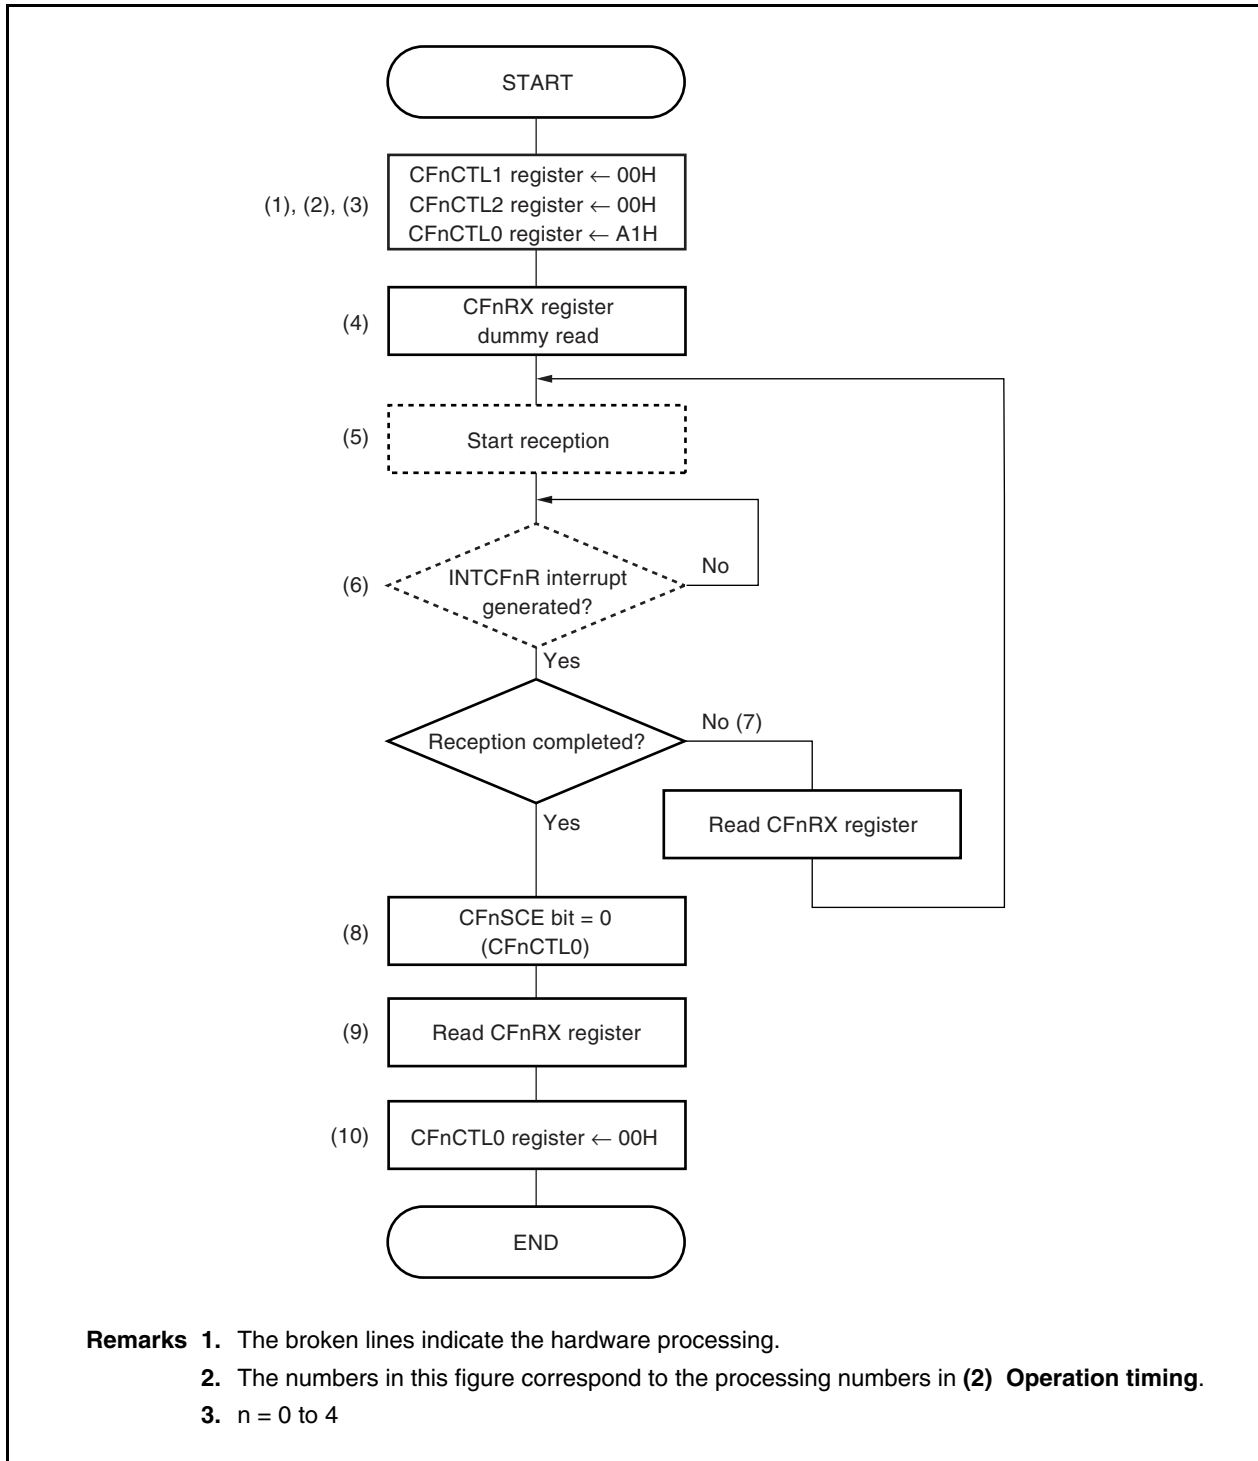 START
(1), (2), (3)
CFnCTL1 register ← 00H
CFnCTL2 register ← 00H
CFnCTL0 register ← A1H
(4)
CFnRX register
dummy read
(5)
Start reception
(6)
INTCFnR interrupt
generated?
No
Yes
Reception completed?
No (7)
Read CFnRX register
Yes
(8)
CFnSCE bit = 0
(CFnCTL0)
(9)
Read CFnRX register
(10)
CFnCTL0 register ← 00H
END
Remarks 1. The broken lines indicate the hardware processing.
2. The numbers in this figure correspond to the processing numbers in (2) Operation timing.
3. n = 0 to 4